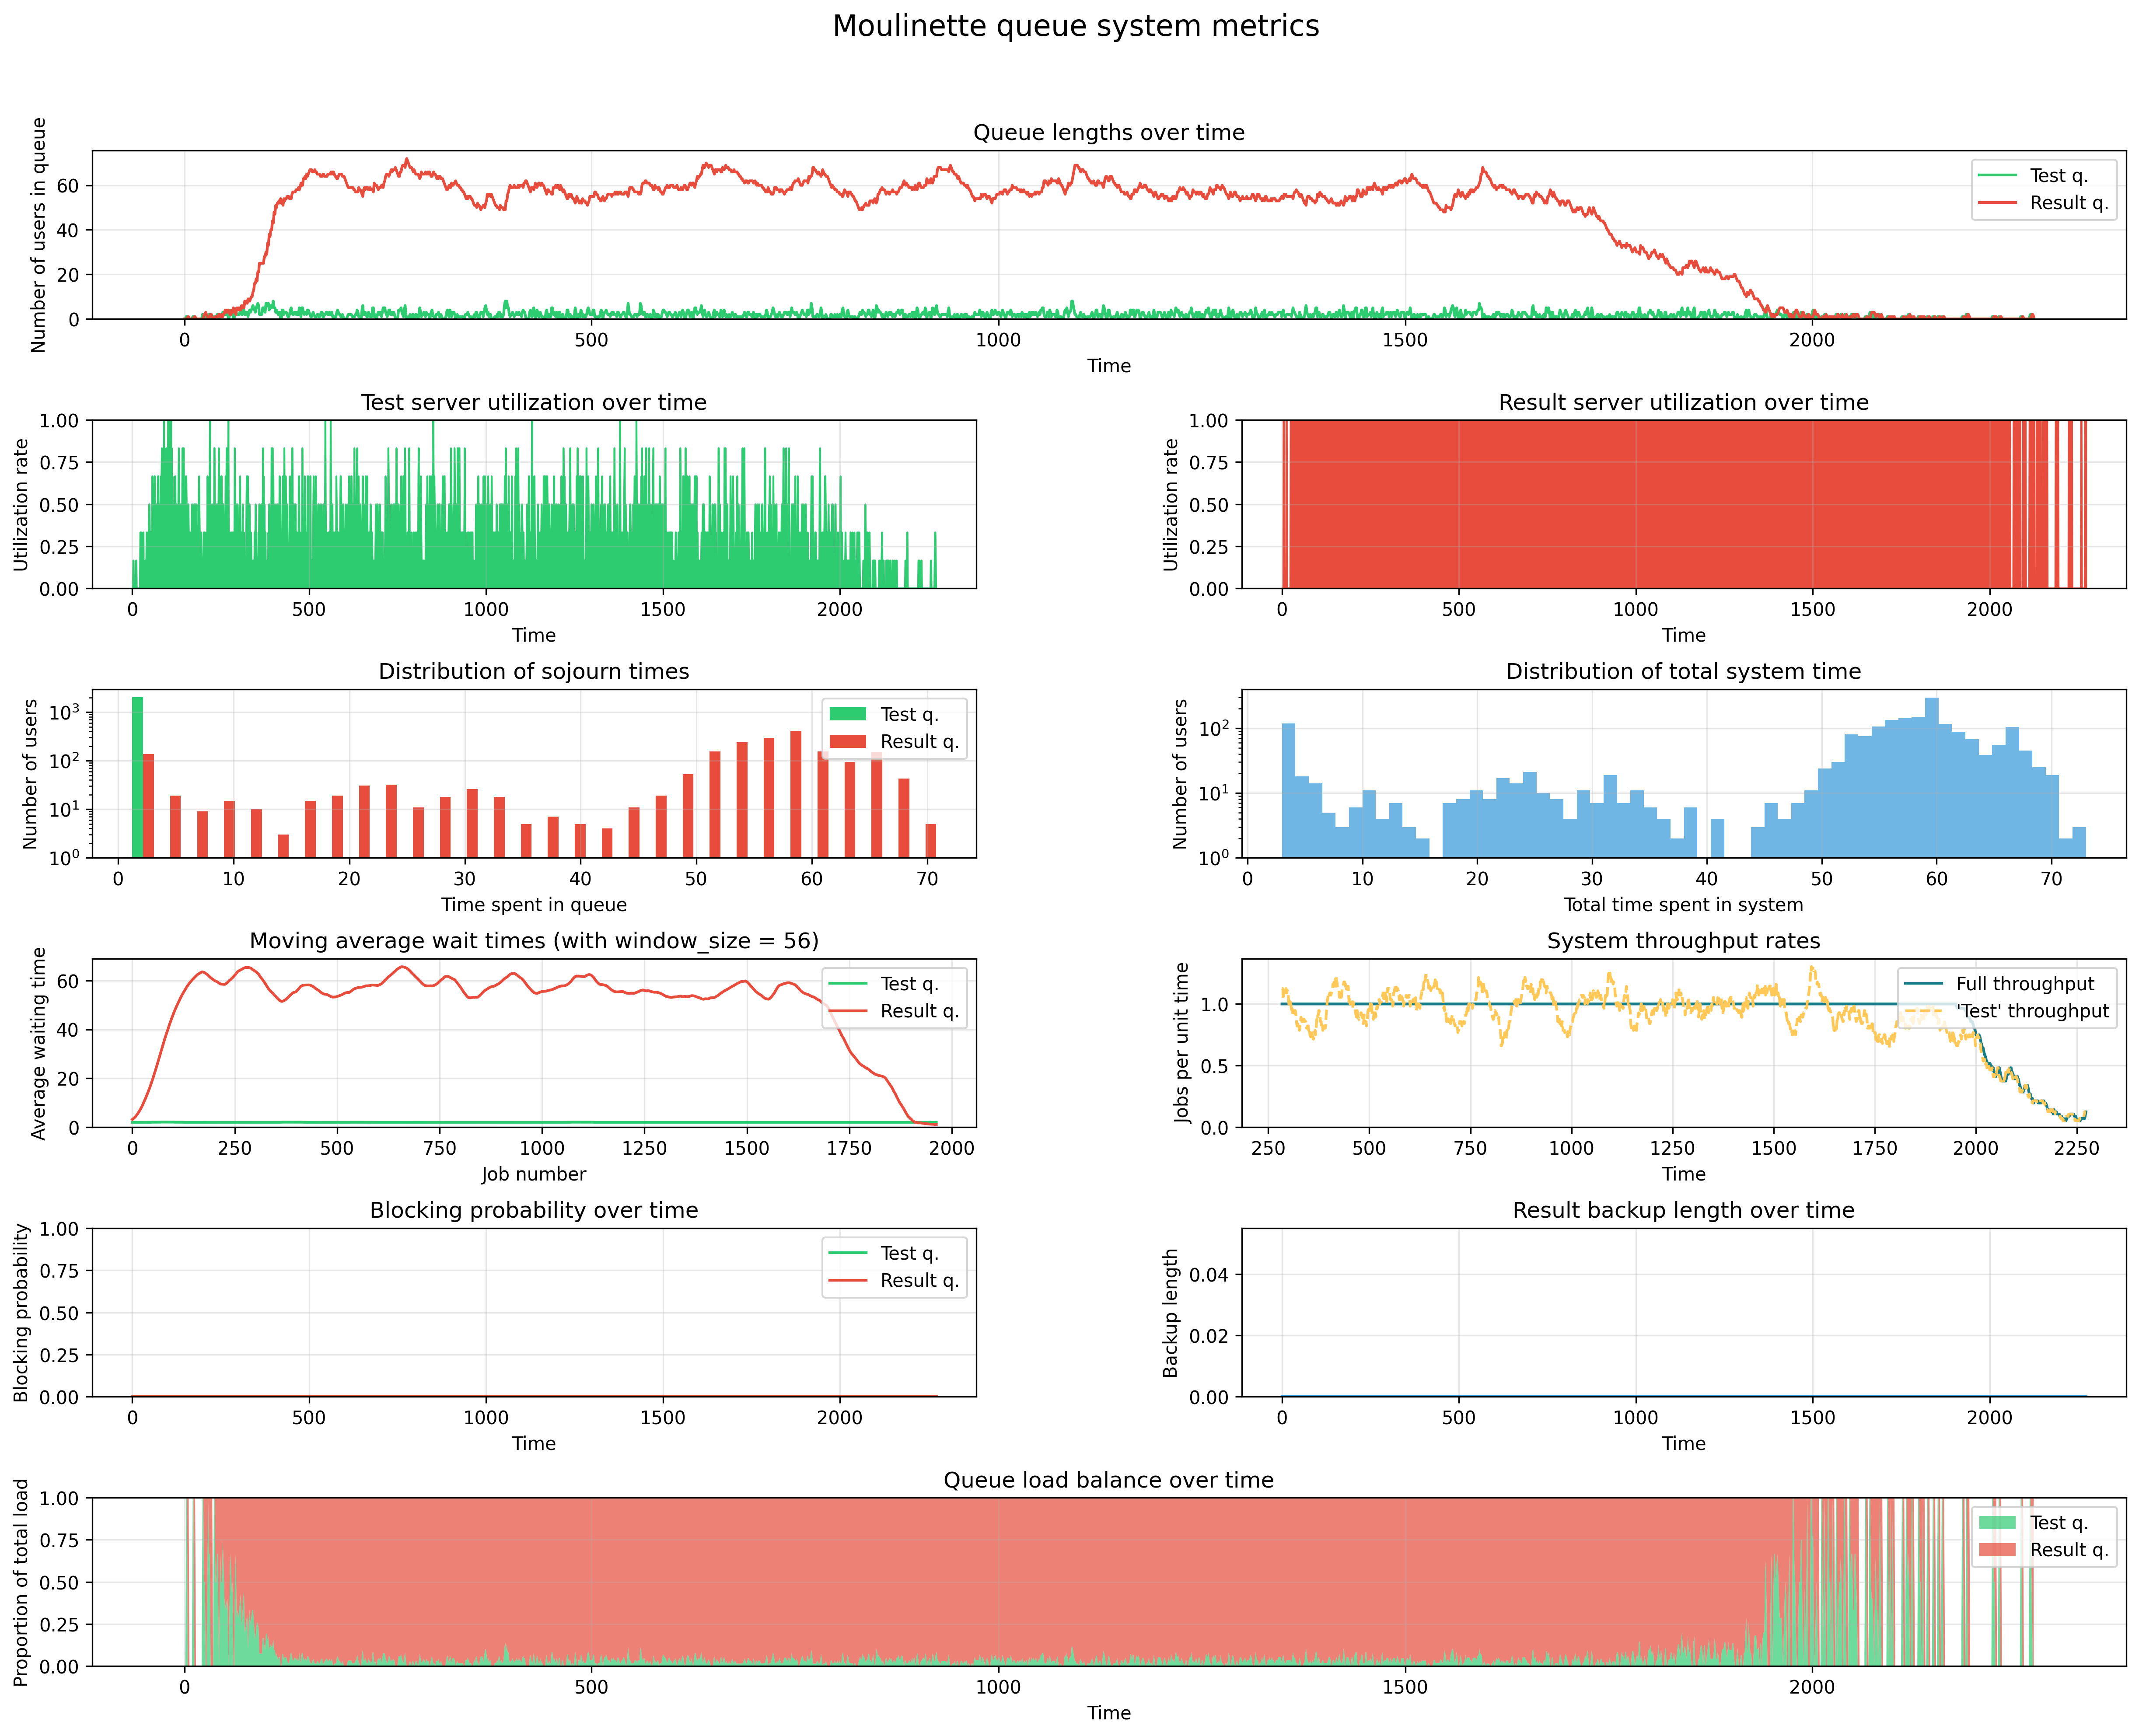 Moulinette queue system metrics
Queue lengths over time
Number of users in queue
60
40
20
0
Test q.
Result q.
0 500 1000 1500 2000
Time
Test server utilization over time
Utilization rate
1.00
0.75
0.50
0.25
0.00
0 500 1000 1500 2000
Time
Result server utilization over time
Utilization rate
1.00
0.75
0.50
0.25
0.00
0 500 1000 1500 2000
Time
Distribution of sojourn times
Number of users
10³
10²
10¹
10⁰
Test q.
Result q.
0 10 20 30 40 50 60 70
Time spent in queue
Distribution of total system time
Number of users
10²
10¹
10⁰
0 10 20 30 40 50 60 70
Total time spent in system
Moving average wait times (with window_size = 56)
Average waiting time
60
40
20
0
Test q.
Result q.
0 250 500 750 1000 1250 1500 1750 2000
Job number
System throughput rates
Jobs per unit time
1.0
0.5
0.0
Full throughput
'Test' throughput
250 500 750 1000 1250 1500 1750 2000 2250
Time
Blocking probability over time
Blocking probability
1.00
0.75
0.50
0.25
0.00
Test q.
Result q.
0 500 1000 1500 2000
Time
Result backup length over time
Backup length
0.04
0.02
0.00
0 500 1000 1500 2000
Time
Queue load balance over time
Proportion of total load
1.00
0.75
0.50
0.25
0.00
Test q.
Result q.
0 500 1000 1500 2000
Time